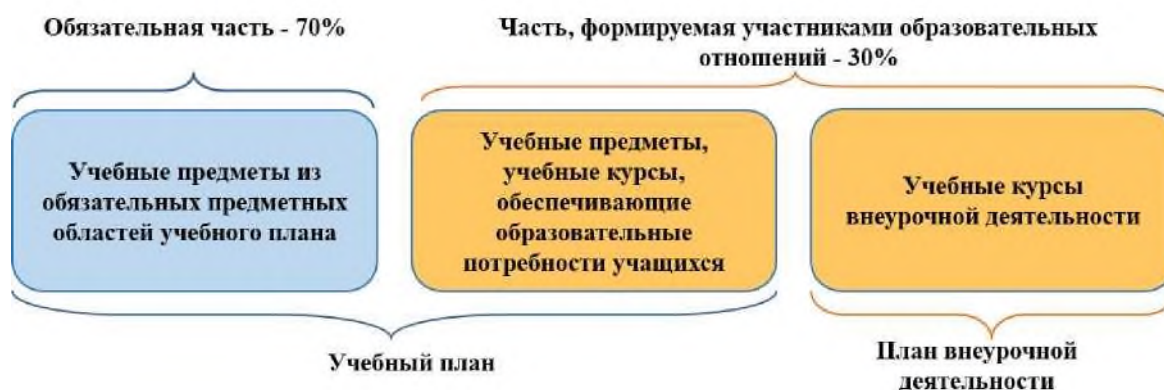 Обязательная часть - 70%
Часть, формируемая участниками образовательных
отношений - 30%
Учебные предметы из
обязательных предметных
областей учебного плана
Учебные предметы,
учебные курсы,
обеспечивающие
образовательные
потребности учащихся
Учебные курсы
внеурочной деятельности
Учебный план
План внеурочной
деятельности